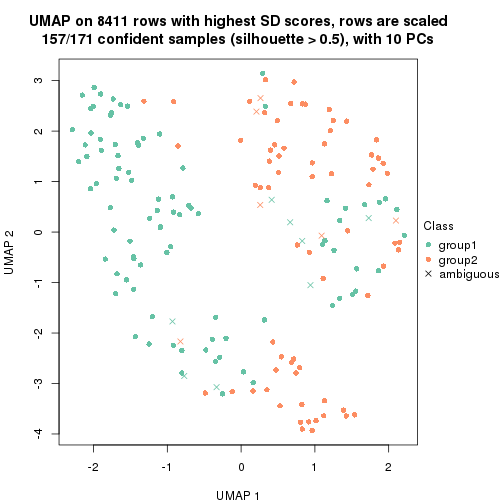 UMAP on 8411 rows with highest SD scores, rows are scaled
157/171 confident samples (silhouette > 0.5), with 10 PCs
3
2
1
0
-1
-2
-3
-4
UMAP 2
-2
-1
0
1
2
UMAP 1
Class
group1
group2
ambiguous